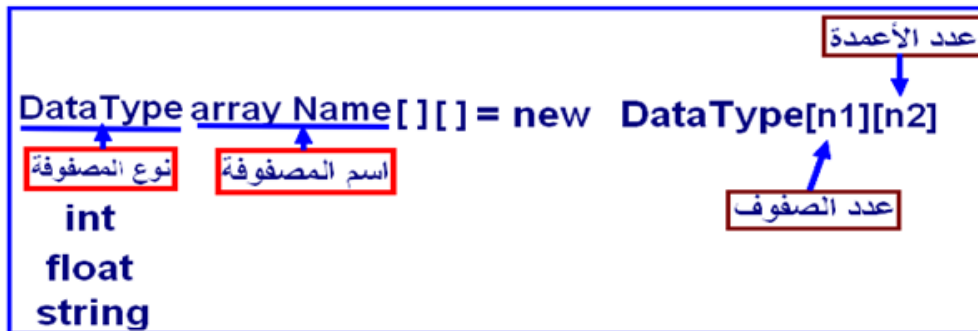 عدد الأعمدة
DataType array Name[ ][ ] = new DataType[n1][n2]
نوع المصفوفة
اسم المصفوفة
عدد الصفوف
int
float
string